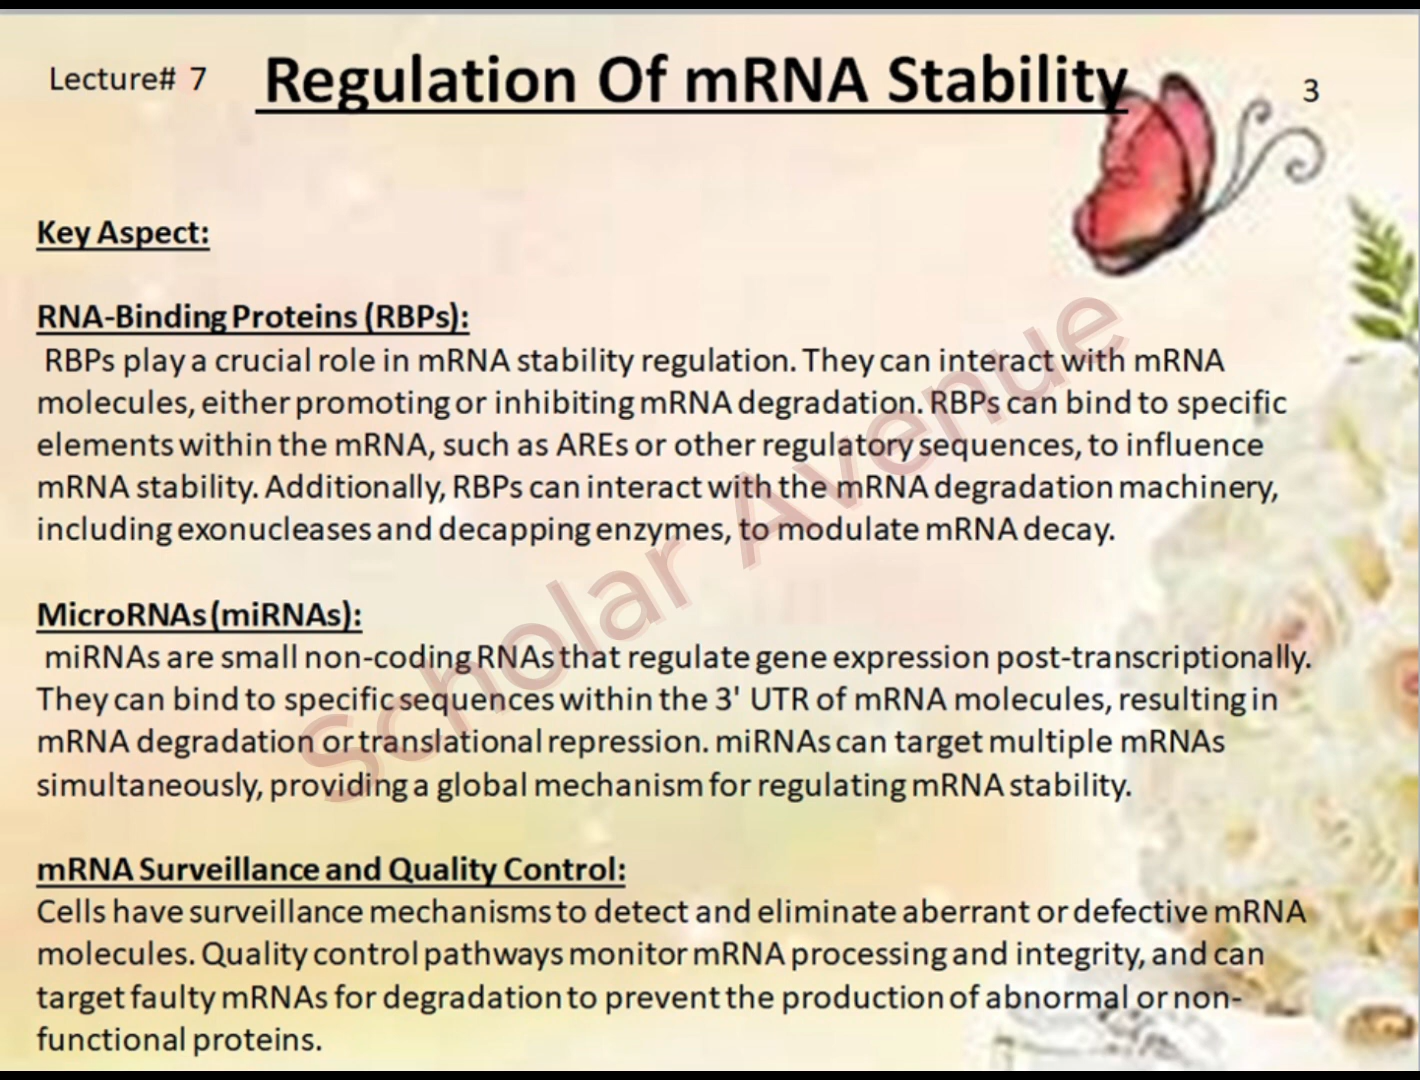 Lecture# 7
Regulation Of mRNA Stability
3
Key Aspect:
RNA-Binding Proteins (RBPs):
RBPs play a crucial role in mRNA stability regulation. They can interact with mRNA
molecules, either promoting or inhibiting mRNA degradation. RBPs can bind to specific
elements within the mRNA, such as AREs or other regulatory sequences, to influence
mRNA stability. Additionally, RBPs can interact with the mRNA degradation machinery,
including exonucleases and decapping enzymes, to modulate mRNA decay.
MicroRNAs (miRNAs):
miRNAs are small non-coding RNAs that regulate gene expression post-transcriptionally.
They can bind to specific sequences within the 3' UTR of mRNA molecules, resulting in
mRNA degradation or translational repression. miRNAs can target multiple mRNAs
simultaneously, providing a global mechanism for regulating mRNA stability.
mRNA Surveillance and Quality Control:
Cells have surveillance mechanisms to detect and eliminate aberrant or defective mRNA
molecules. Quality control pathways monitor mRNA processing and integrity, and can
target faulty mRNAs for degradation to prevent the production of abnormal or non-
functional proteins.
Scholar Avenue